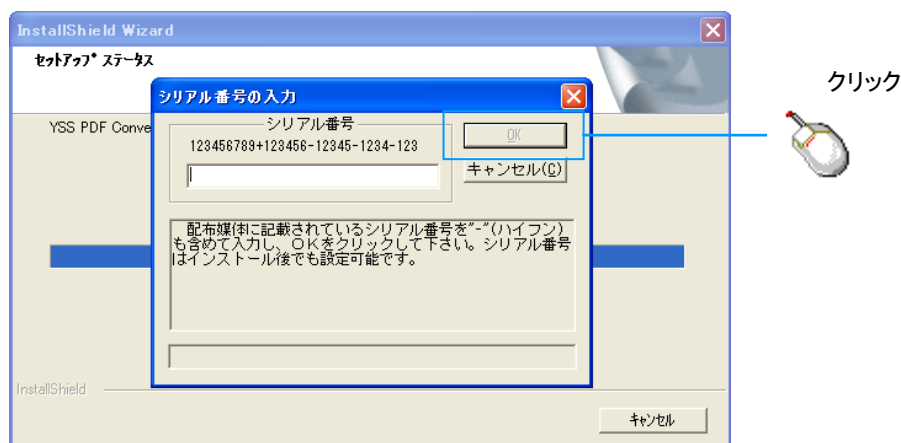 InstallShield Wizard
セットアップ ステータス
クリック
シリアル番号の入力
YSS PDF Conve
シリアル番号
123456789+123456-12345-1234-123
OK
キャンセル(C)
配布媒体に記載されているシリアル番号を"-"(ハイフン)
も含めて入力し、OKをクリックして下さい。シリアル番号
はインストール後でも設定可能です。
InstallShield
キャンセル